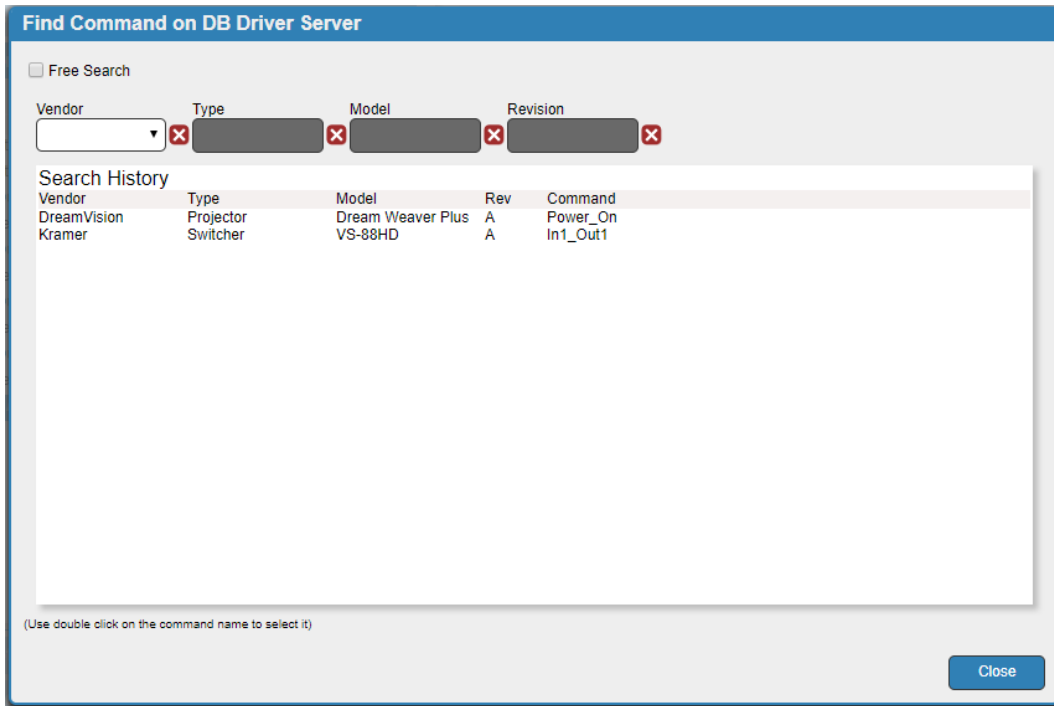 Find Command on DB Driver Server
Free Search
Vendor Type Model Revision
Search History
Vendor Type Model Rev Command
DreamVision Projector Dream Weaver Plus A Power_On
Kramer Switcher VS-88HD A In1_Out1
(Use double click on the command name to select it)
Close